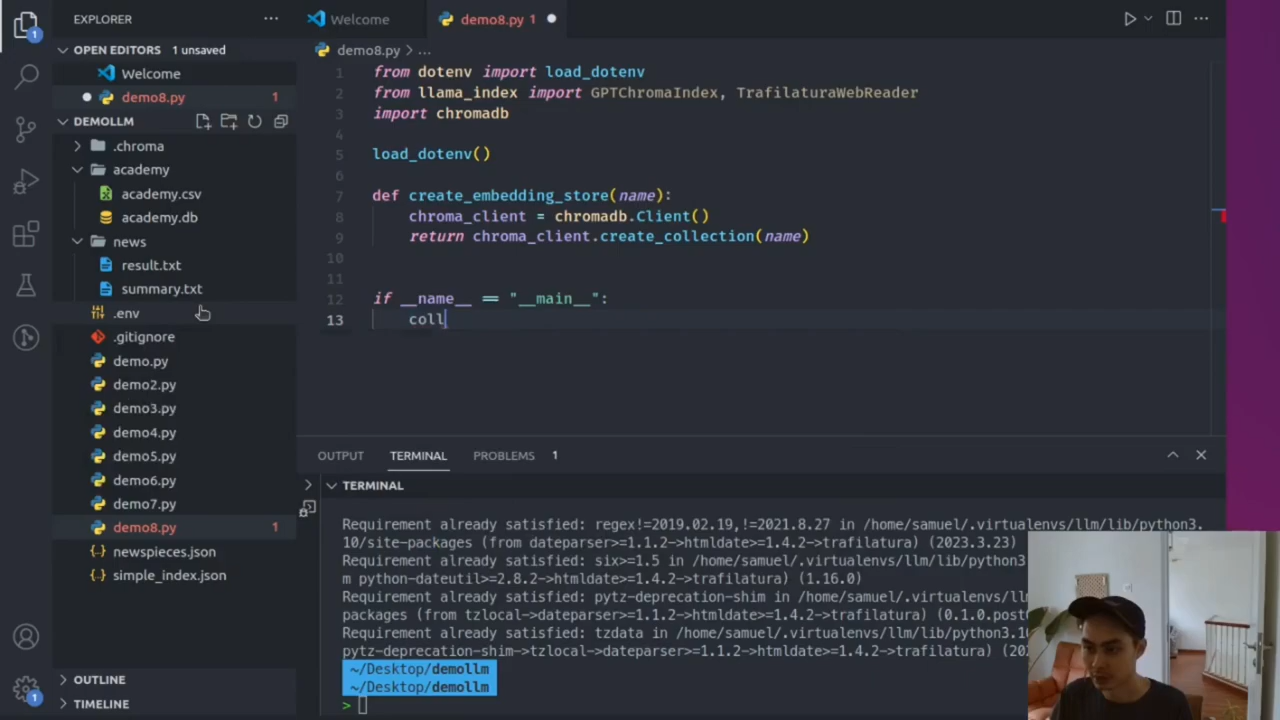 EXPLORER
Welcome
demo8.py 1
OPEN EDITORS 1 unsaved
Welcome
demo8.py 1
DEMOLLM
.chroma
academy
academy.csv
academy.db
news
result.txt
summary.txt
.env
.gitignore
demo.py
demo2.py
demo3.py
demo4.py
demo5.py
demo6.py
demo7.py
demo8.py 1
newspieces.json
simple_index.json
OUTLINE
TIMELINE
1
1
demo8.py > ...
1 from dotenv import load_dotenv
2 from llama_index import GPTChromaIndex, TrafilaturaWebReader
3 import chromadb
4
5 load_dotenv()
6
7 def create_embedding_store(name):
8 chroma_client = chromadb.Client()
9 return chroma_client.create_collection(name)
10
11
12 if __name__ == "__main__":
13 coll
OUTPUT TERMINAL PROBLEMS 1
TERMINAL
Requirement already satisfied: regex!=2019.02.19,!=2021.8.27 in /home/samuel/.virtualenvs/llm/lib/python3.
10/site-packages (from dateparser>=1.1.2->htmldate>=1.4.2->trafilatura) (2023.3.23)
Requirement already satisfied: six>=1.5 in /home/samuel/.virtualenvs/llm/lib/python3
m python-dateutil>=2.8.2->htmldate>=1.4.2->trafilatura) (1.16.0)
Requirement already satisfied: pytz-deprecation-shim in /home/samuel/.virtualenvs/ll
packages (from tzlocal->dateparser>=1.1.2->htmldate>=1.4.2->trafilatura) (0.1.0.post
Requirement already satisfied: tzdata in /home/samuel/.virtualenvs/llm/lib/python3.1
pytz-deprecation-shim->tzlocal->dateparser>=1.1.2->htmldate>=1.4.2->trafilatura) (20
~/Desktop/demollm
~/Desktop/demollm
>